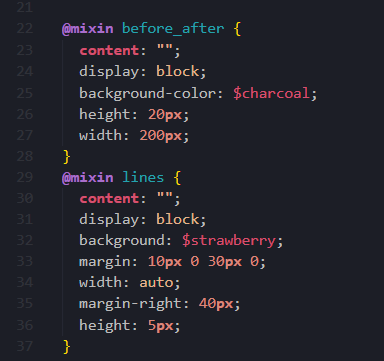 21
22 @mixin before_after {
23 content: "";
24 display: block;
25 background-color: $charcoal;
26 height: 20px;
27 width: 200px;
28 }
29 @mixin lines {
30 content: "";
31 display: block;
32 background: $strawberry;
33 margin: 10px 0 30px 0;
34 width: auto;
35 margin-right: 40px;
36 height: 5px;
37 }